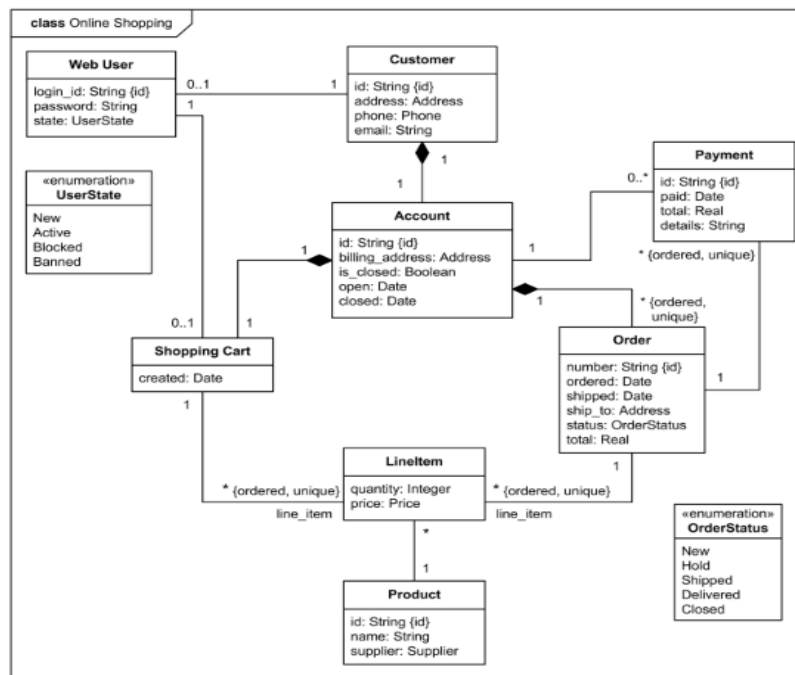 class Online Shopping
Web User
login_id: String {id}
password: String
state: UserState
0..1
1
1
Customer
id: String {id}
address: Address
phone: Phone
email: String
1
1
«enumeration»
UserState
New
Active
Blocked
Banned
Account
id: String {id}
billing_address: Address
is_closed: Boolean
open: Date
closed: Date
1
1
1
0..*
Payment
id: String {id}
paid: Date
total: Real
details: String
* {ordered, unique}
1
* {ordered,
unique}
0..1
1
Shopping Cart
created: Date
1
Order
number: String {id}
ordered: Date
shipped: Date
ship_to: Address
status: OrderStatus
total: Real
1
1
LineItem
quantity: Integer
price: Price
* {ordered, unique}
line_item
* {ordered, unique}
line_item
*
1
Product
id: String {id}
name: String
supplier: Supplier
«enumeration»
OrderStatus
New
Hold
Shipped
Delivered
Closed